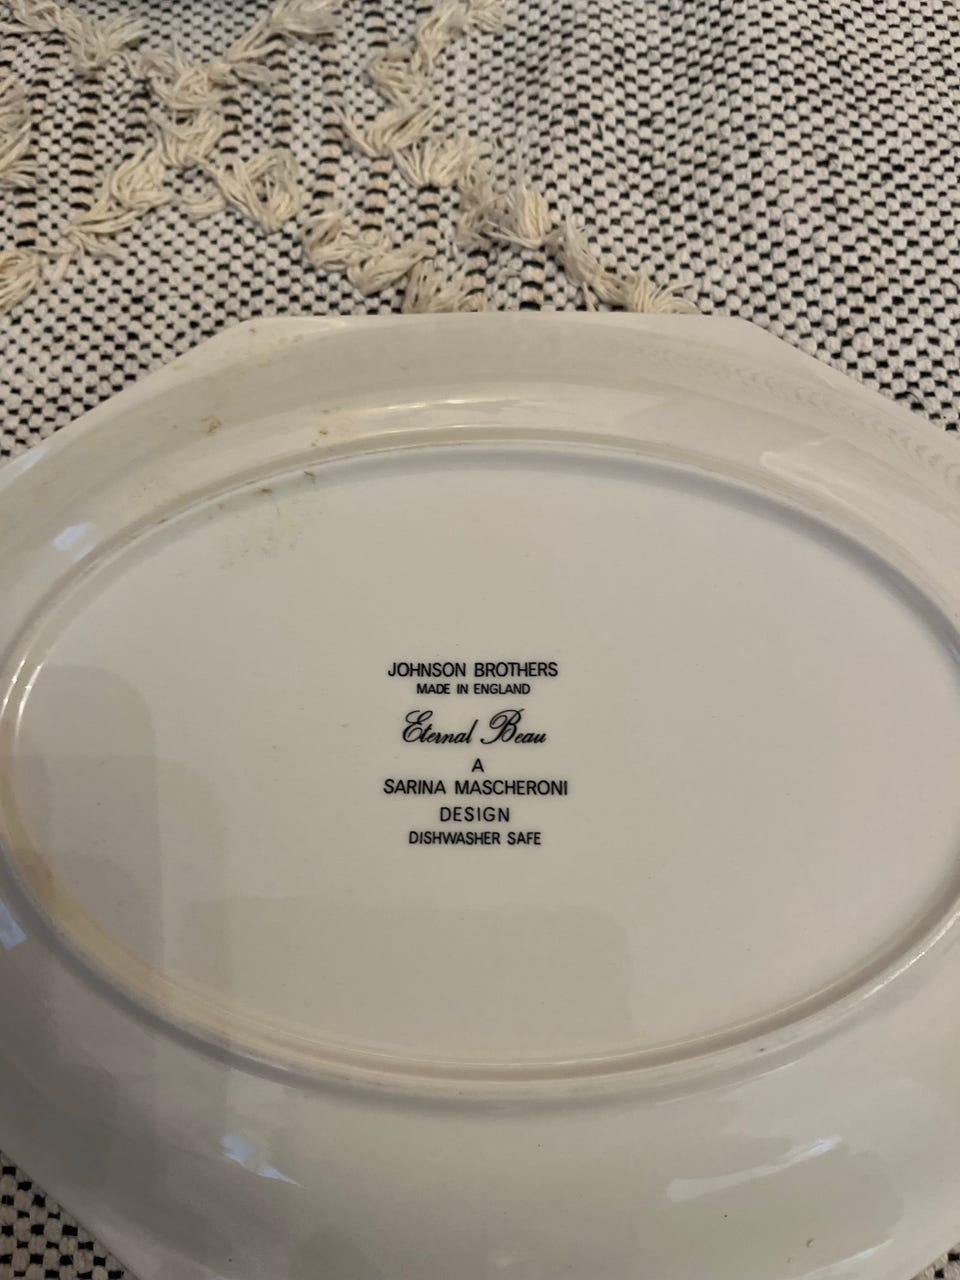 JOHNSON BROTHERS
MADE IN ENGLAND
Eternal Beau
A
SARINA MASCHERONI
DESIGN
DISHWASHER SAFE